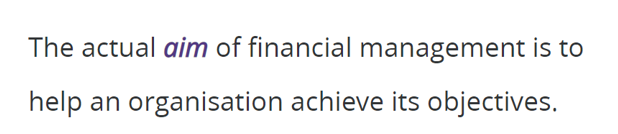 The actual aim of financial management is to
help an organisation achieve its objectives.